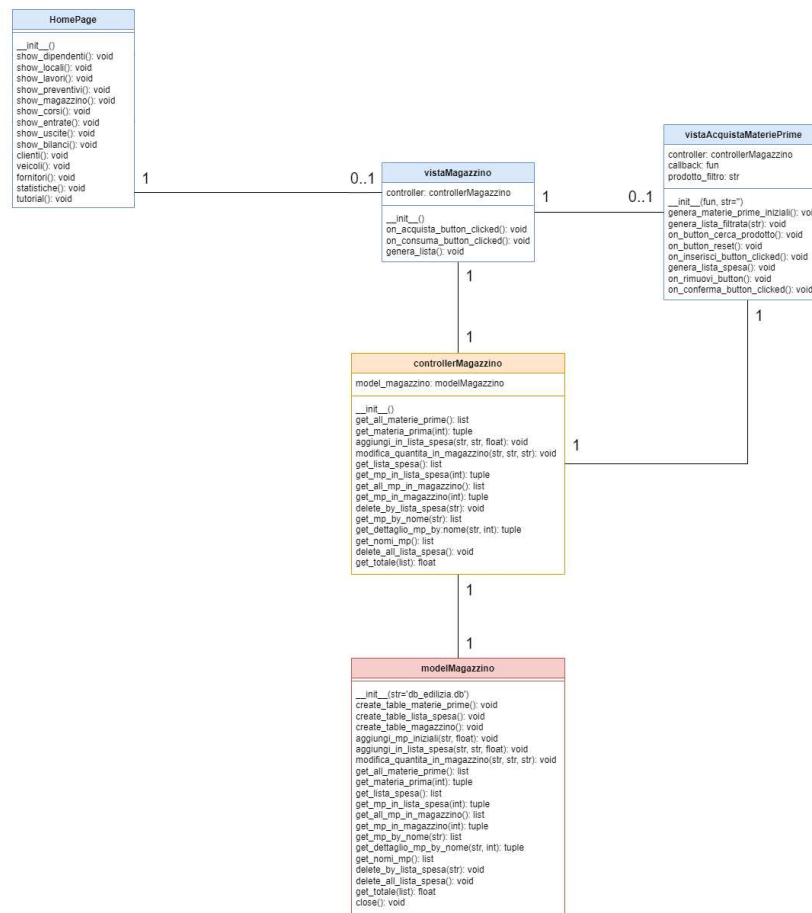 HomePage
__init__()
show_dipendenti(): void
show_locali(): void
show_lavori(): void
show_preventivi(): void
show_magazzino(): void
show_corsi(): void
show_entrate(): void
show_uscite(): void
show_bilanci(): void
clienti(): void
veicoli(): void
fornitori(): void
statistiche(): void
tutorial(): void
1
0..1
vistaMagazzino
controller: controllerMagazzino
__init__()
on_acquista_button_clicked(): void
on_consuma_button_clicked(): void
genera_lista(): void
1
0..1
vistaAcquistaMateriePrime
controller: controllerMagazzino
callback: fun
prodotto_filtro: str
__init__(fun, str='')
genera_materie_prime_iniziali(): voi
genera_lista_filtrata(str): void
on_button_cerca_prodotto(): void
on_button_reset(): void
on_inserisci_button_clicked(): void
genera_lista_spesa(): void
on_rimuovi_button(): void
on_conferma_button_clicked(): void
1
1
1
1
controllerMagazzino
model_magazzino: modelMagazzino
__init__()
get_all_materie_prime(): list
get_materia_prima(int): tuple
aggiungi_in_lista_spesa(str, str, float): void
modifica_quantita_in_magazzino(str, str, str): void
get_lista_spesa(): list
get_mp_in_lista_spesa(int): tuple
get_all_mp_in_magazzino(): list
get_mp_in_magazzino(int): tuple
delete_by_lista_spesa(str): void
get_mp_by_nome(str): list
get_dettaglio_mp_by:nome(str, int): tuple
get_nomi_mp(): list
delete_all_lista_spesa(): void
get_totale(list): float
1
1
modelMagazzino
__init__(str='db_edilizia.db')
create_table_materie_prime(): void
create_table_lista_spesa(): void
create_table_magazzino(): void
aggiungi_mp_iniziali(str, float): void
aggiungi_in_lista_spesa(str, str, float): void
modifica_quantita_in_magazzino(str, str, str): void
get_all_materie_prime(): list
get_materia_prima(int): tuple
get_lista_spesa(): list
get_mp_in_lista_spesa(int): tuple
get_all_mp_in_magazzino(): list
get_mp_in_magazzino(int): tuple
get_mp_by_nome(str): list
get_dettaglio_mp_by_nome(str, int): tuple
get_nomi_mp(): list
delete_by_lista_spesa(str): void
delete_all_lista_spesa(): void
get_totale(list): float
close(): void